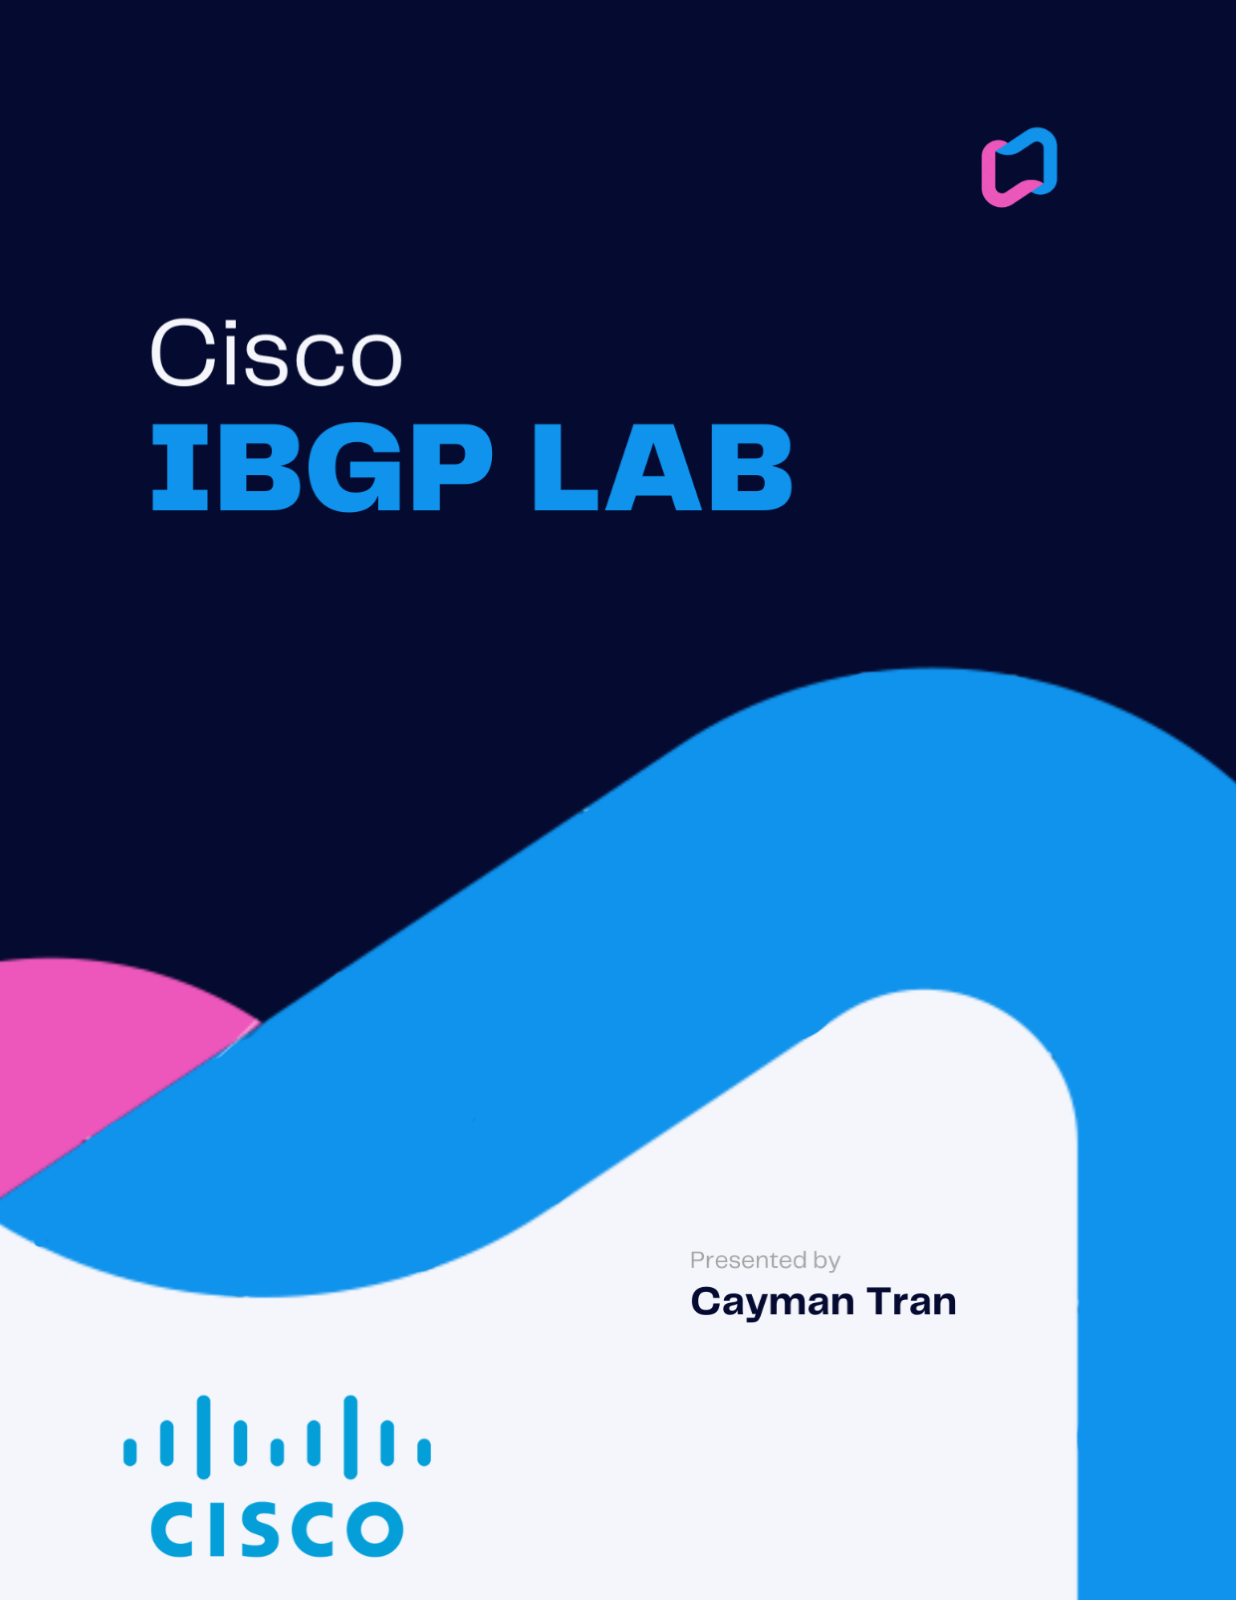 Cisco
IBGP LAB
Presented by
Cayman Tran
CISCO